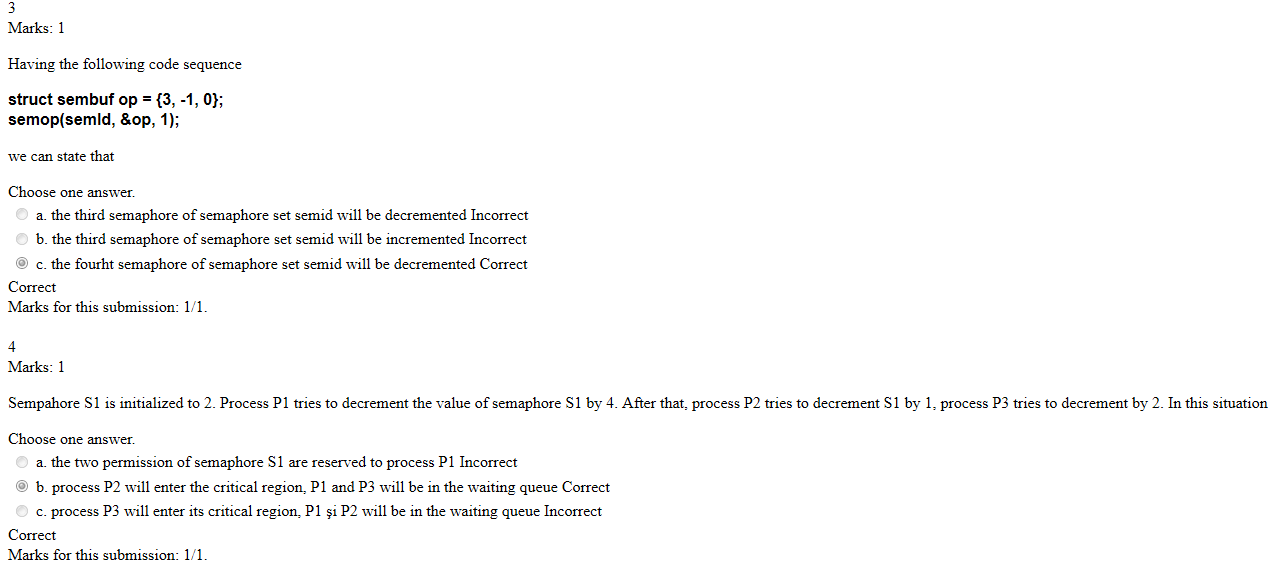 3
Marks: 1
Having the following code sequence
struct sembuf op = {3, -1, 0};
semop(semId, &op, 1);
we can state that
Choose one answer.
a. the third semaphore of semaphore set semid will be decremented Incorrect
b. the third semaphore of semaphore set semid will be incremented Incorrect
c. the fourht semaphore of semaphore set semid will be decremented Correct
Correct
Marks for this submission: 1/1.
4
Marks: 1
Sempahore S1 is initialized to 2. Process P1 tries to decrement the value of semaphore S1 by 4. After that, process P2 tries to decrement S1 by 1, process P3 tries to decrement by 2. In this situation
Choose one answer.
a. the two permission of semaphore S1 are reserved to process P1 Incorrect
b. process P2 will enter the critical region, P1 and P3 will be in the waiting queue Correct
c. process P3 will enter its critical region, P1 şi P2 will be in the waiting queue Incorrect
Correct
Marks for this submission: 1/1.